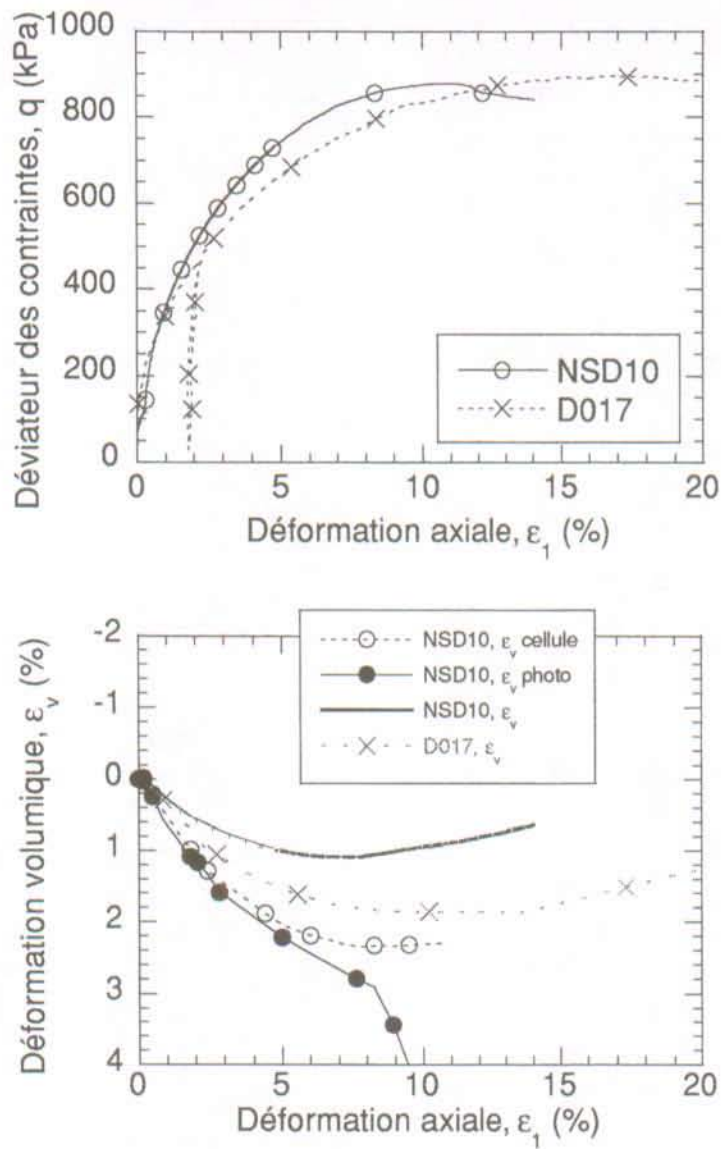 Déviateur des contraintes, q (kPa)
1000
800
600
400
200
0
0 5 10 15 20
NSD10
D017
Déformation axiale, ε1 (%)
Déformation volumique, εv (%)
NSD10, εv cellule
NSD10, εv photo
NSD10, εv
D017, εv
-2
-1
0
1
2
3
4
0 5 10 15 20
Déformation axiale, ε1 (%)